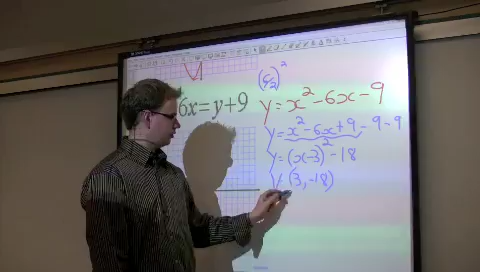 (6/2)²
6x=y+9
y = x² - 6x - 9
y = x² - 6x + 9 - 9 - 9
y = (x-3)² - 18
V: (3, -18)